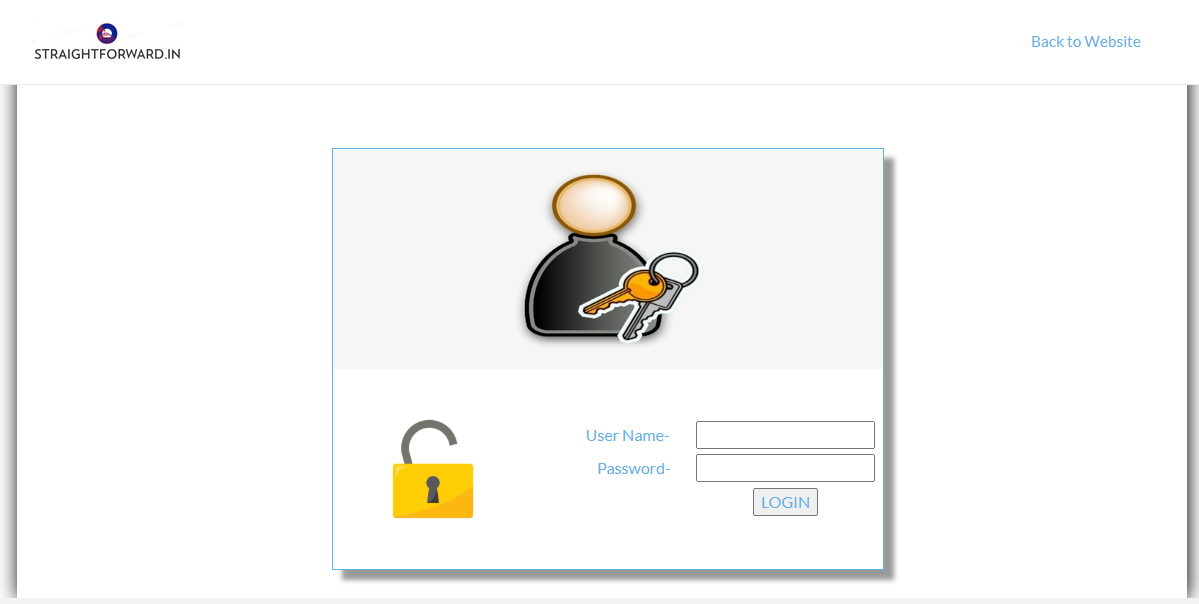 STRAIGHTFORWARD.IN
Back to Website
User Name-
Password-
LOGIN